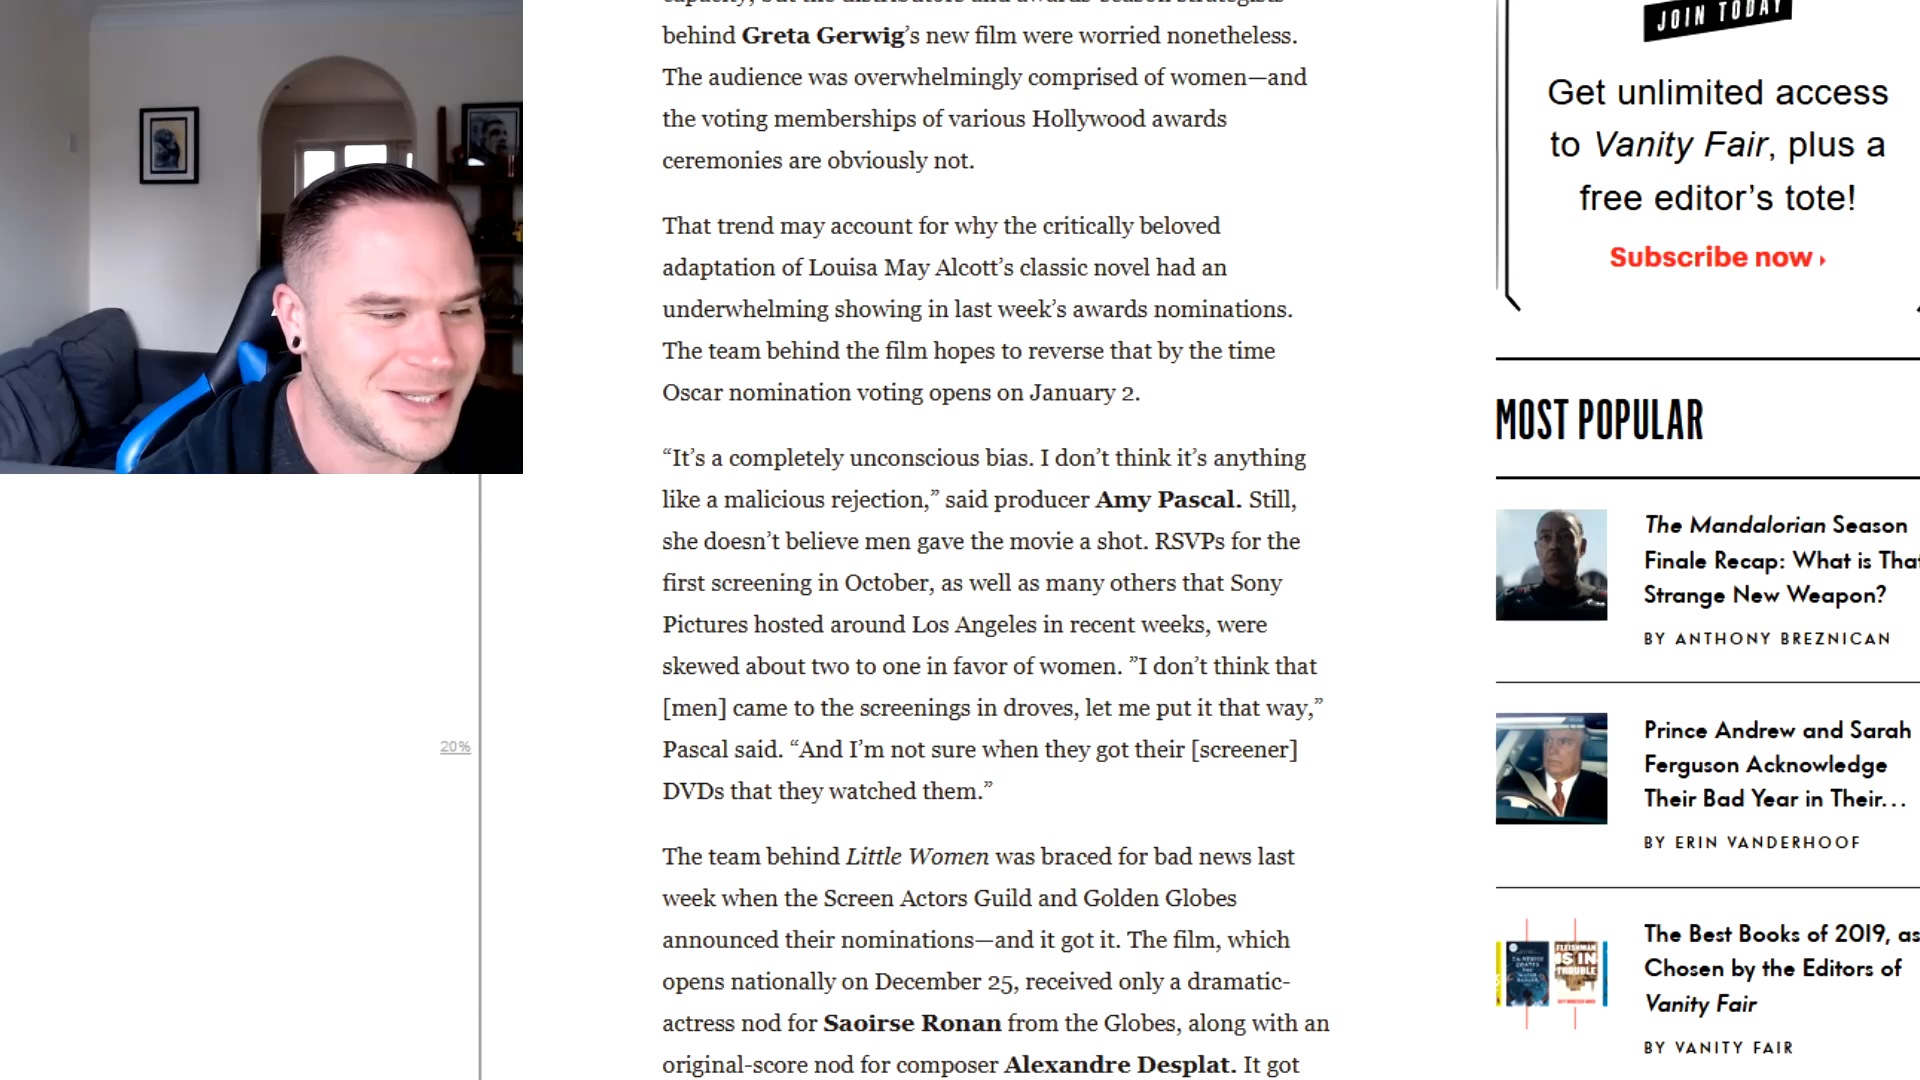 behind Greta Gerwig’s new film were worried nonetheless.
The audience was overwhelmingly comprised of women—and
the voting memberships of various Hollywood awards
ceremonies are obviously not.
That trend may account for why the critically beloved
adaptation of Louisa May Alcott’s classic novel had an
underwhelming showing in last week’s awards nominations.
The team behind the film hopes to reverse that by the time
Oscar nomination voting opens on January 2.
“It’s a completely unconscious bias. I don’t think it’s anything
like a malicious rejection,” said producer Amy Pascal. Still,
she doesn’t believe men gave the movie a shot. RSVPs for the
first screening in October, as well as many others that Sony
Pictures hosted around Los Angeles in recent weeks, were
skewed about two to one in favor of women. ”I don’t think that
[men] came to the screenings in droves, let me put it that way,”
Pascal said. “And I’m not sure when they got their [screener]
DVDs that they watched them.”
The team behind Little Women was braced for bad news last
week when the Screen Actors Guild and Golden Globes
announced their nominations—and it got it. The film, which
opens nationally on December 25, received only a dramatic-
actress nod for Saoirse Ronan from the Globes, along with an
original-score nod for composer Alexandre Desplat. It got
20%
JOIN TODAY
Get unlimited access
to Vanity Fair, plus a
free editor’s tote!
Subscribe now
MOST POPULAR
The Mandalorian Season
Finale Recap: What is That
Strange New Weapon?
BY ANTHONY BREZNICAN
Prince Andrew and Sarah
Ferguson Acknowledge
Their Bad Year in Their...
BY ERIN VANDERHOOF
The Best Books of 2019, as
Chosen by the Editors of
Vanity Fair
BY VANITY FAIR